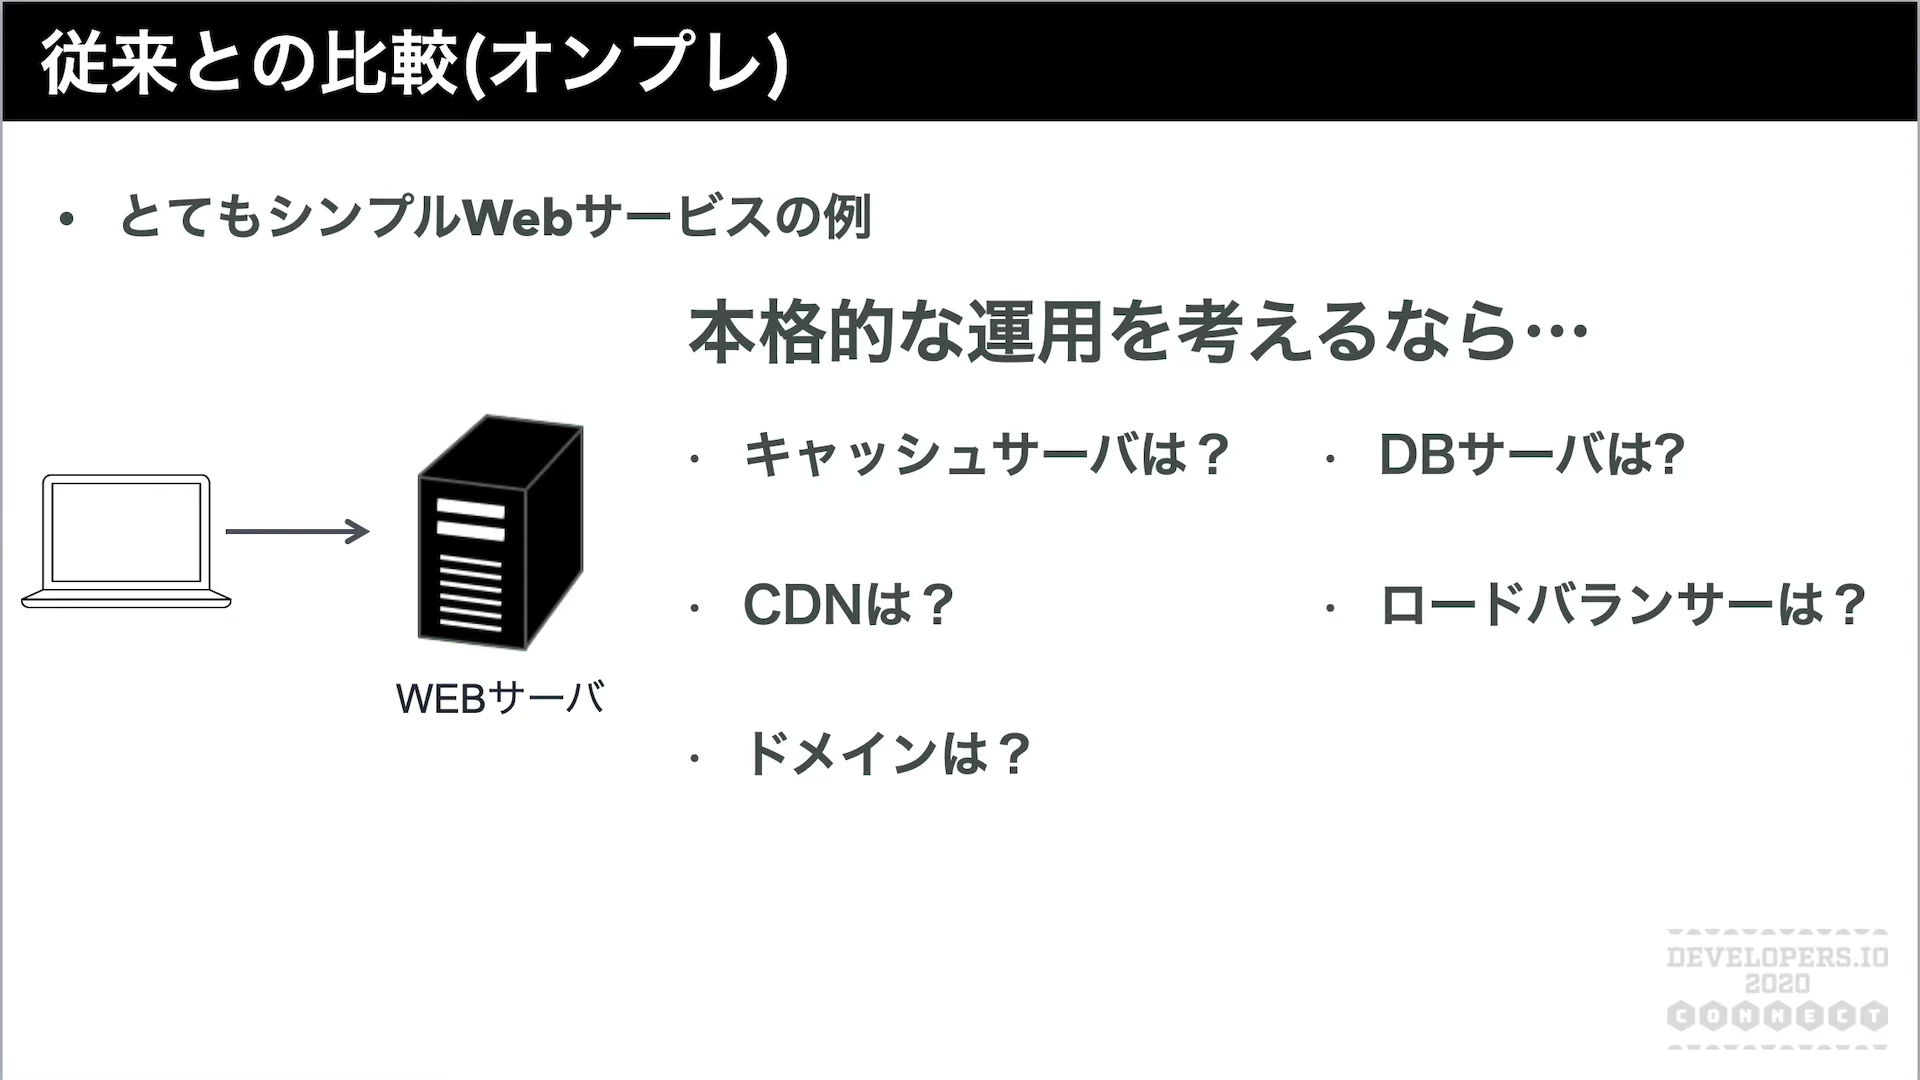 従来との比較(オンプレ)
• とてもシンプルWebサービスの例
本格的な運用を考えるなら…
• キャッシュサーバは？
• DBサーバは?
• CDNは？
• ロードバランサーは？
• ドメインは？
WEBサーバ
DEVELOPERS.IO
2020
CONNECT